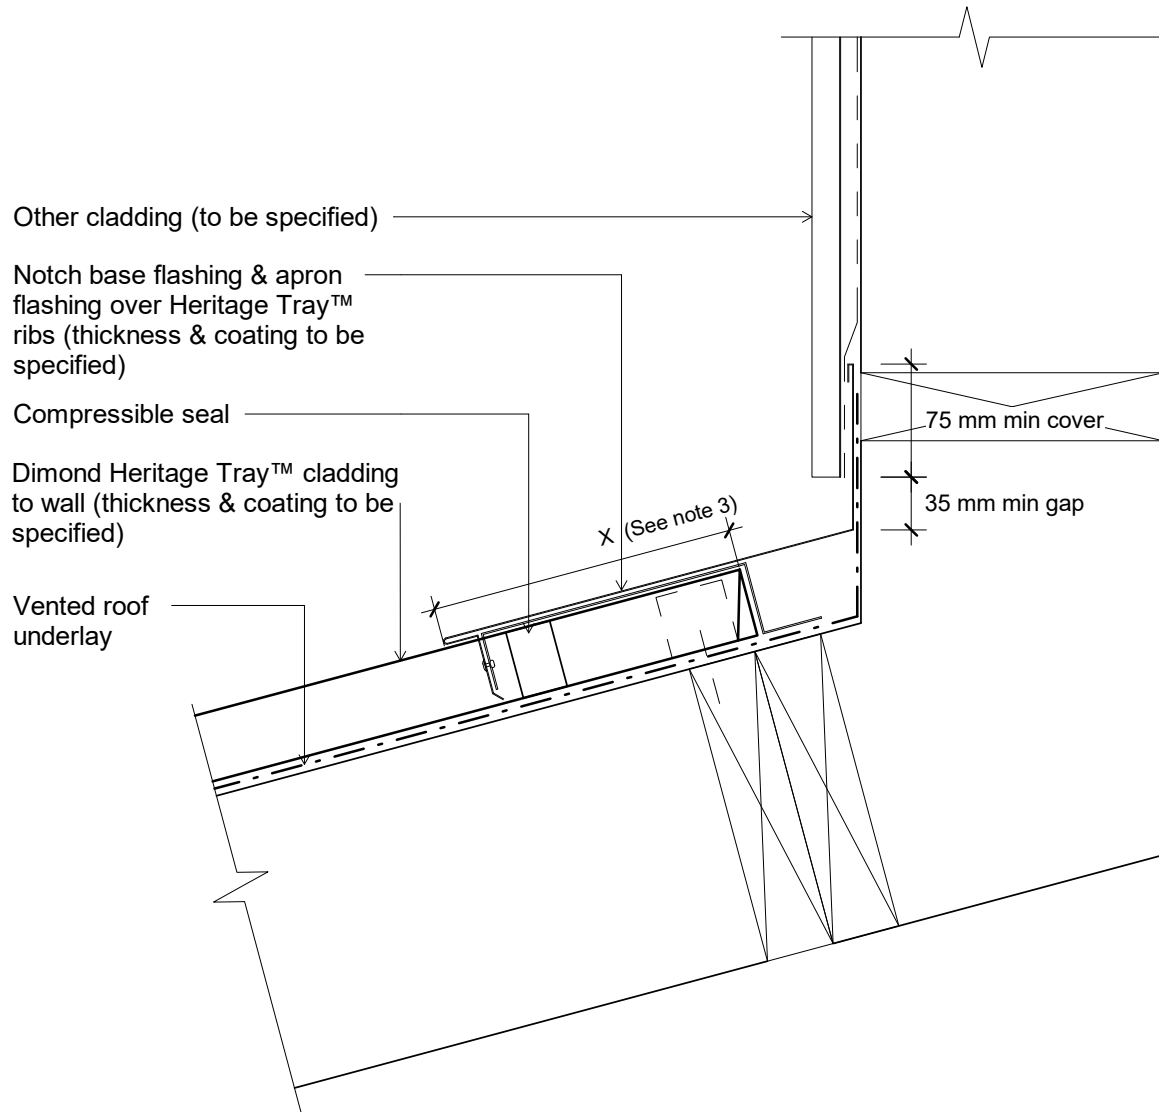 Other cladding (to be specified)
Notch base flashing & apron
flashing over Heritage Tray™
ribs (thickness & coating to be
specified)
Compressible seal
Dimond Heritage Tray™ cladding
to wall (thickness & coating to be
specified)
Vented roof
underlay
X (See note 3)
75 mm min cover
35 mm min gap